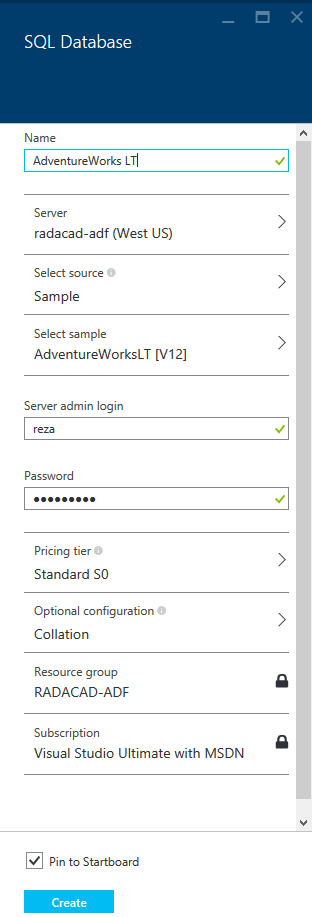 SQL Database
Name
AdventureWorks LT
Server
radacad-adf (West US)
Select source
Sample
Select sample
AdventureWorksLT [V12]
Server admin login
reza
Password
•••••••••
Pricing tier
Standard S0
Optional configuration
Collation
Resource group
RADACAD-ADF
Subscription
Visual Studio Ultimate with MSDN
Pin to Startboard
Create